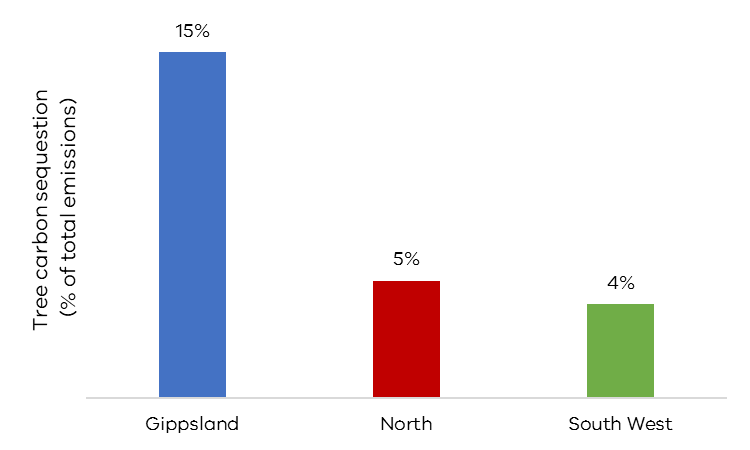 Tree carbon sequestion
(% of total emissions)
15%
5%
4%
Gippsland
North
South West